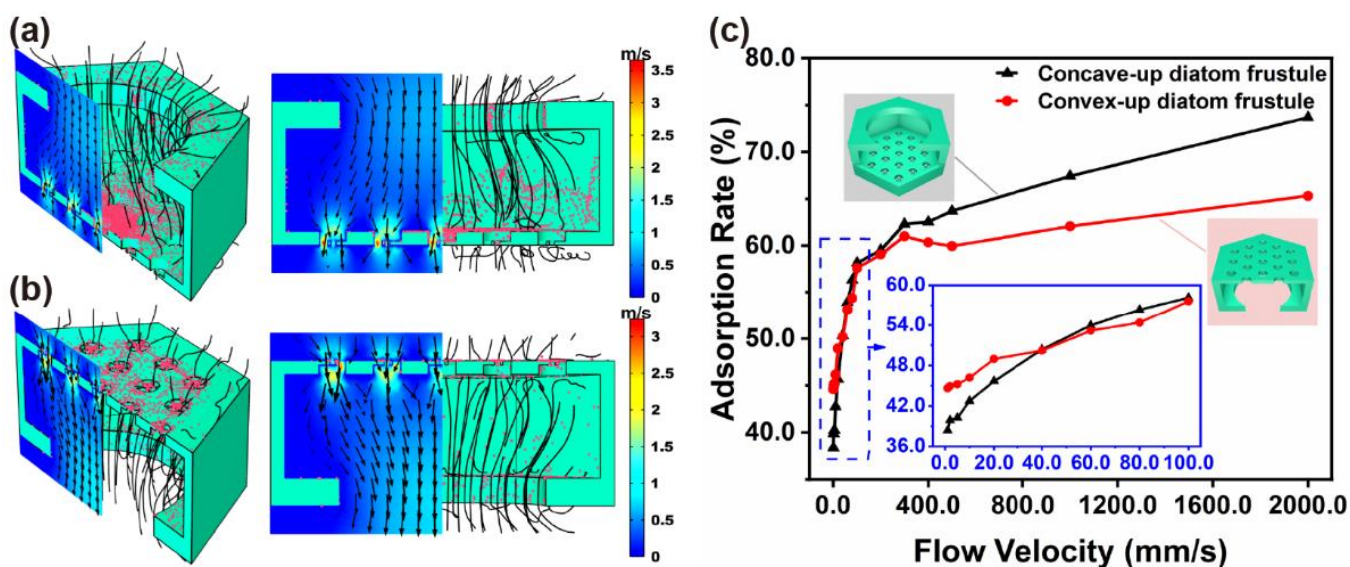 (a)
m/s
3.5
3
2.5
2
1.5
1
0.5
0
(b)
3
2.5
2
1.5
1
0.5
0
(c)
80.0
70.0
60.0
50.0
40.0
Adsorption Rate (%)
Concave-up diatom frustule
Convex-up diatom frustule
60.0
54.0
48.0
42.0
36.0
0.0 20.0 40.0 60.0 80.0 100.0
0.0 400.0 800.0 1200.0 1600.0 2000.0
Flow Velocity (mm/s)